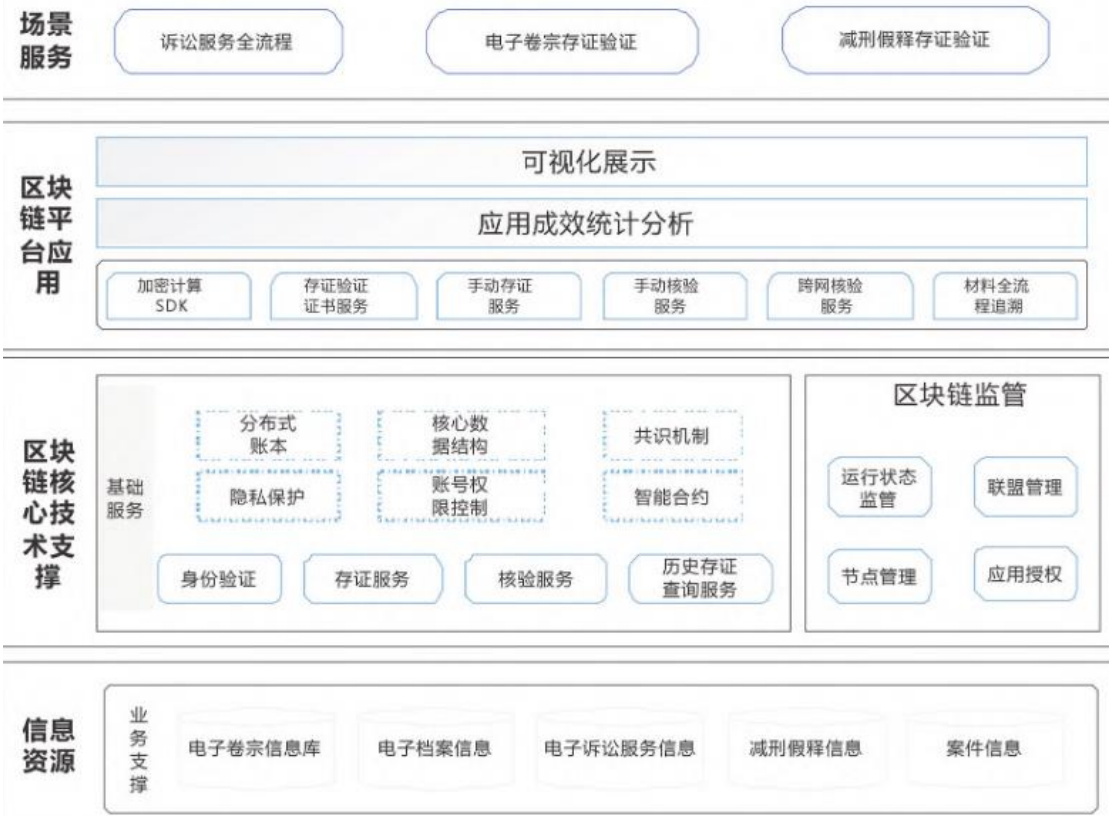 场景
服务
诉讼服务全流程
电子卷宗存证验证
减刑假释存证验证
区块
链平
台应
用
可视化展示
应用成效统计分析
加密计算
SDK
存证验证
证书服务
手动存证
服务
手动核验
服务
跨网核验
服务
材料全流
程追溯
区块
链核
心技
术支
撑
基础
服务
分布式
账本
核心数
据结构
共识机制
隐私保护
账号权
限控制
智能合约
身份验证
存证服务
核验服务
历史存证
查询服务
区块链监管
运行状态
监管
联盟管理
节点管理
应用授权
信息
资源
业
务
支
撑
电子卷宗信息库
电子档案信息
电子诉讼服务信息
减刑假释信息
案件信息